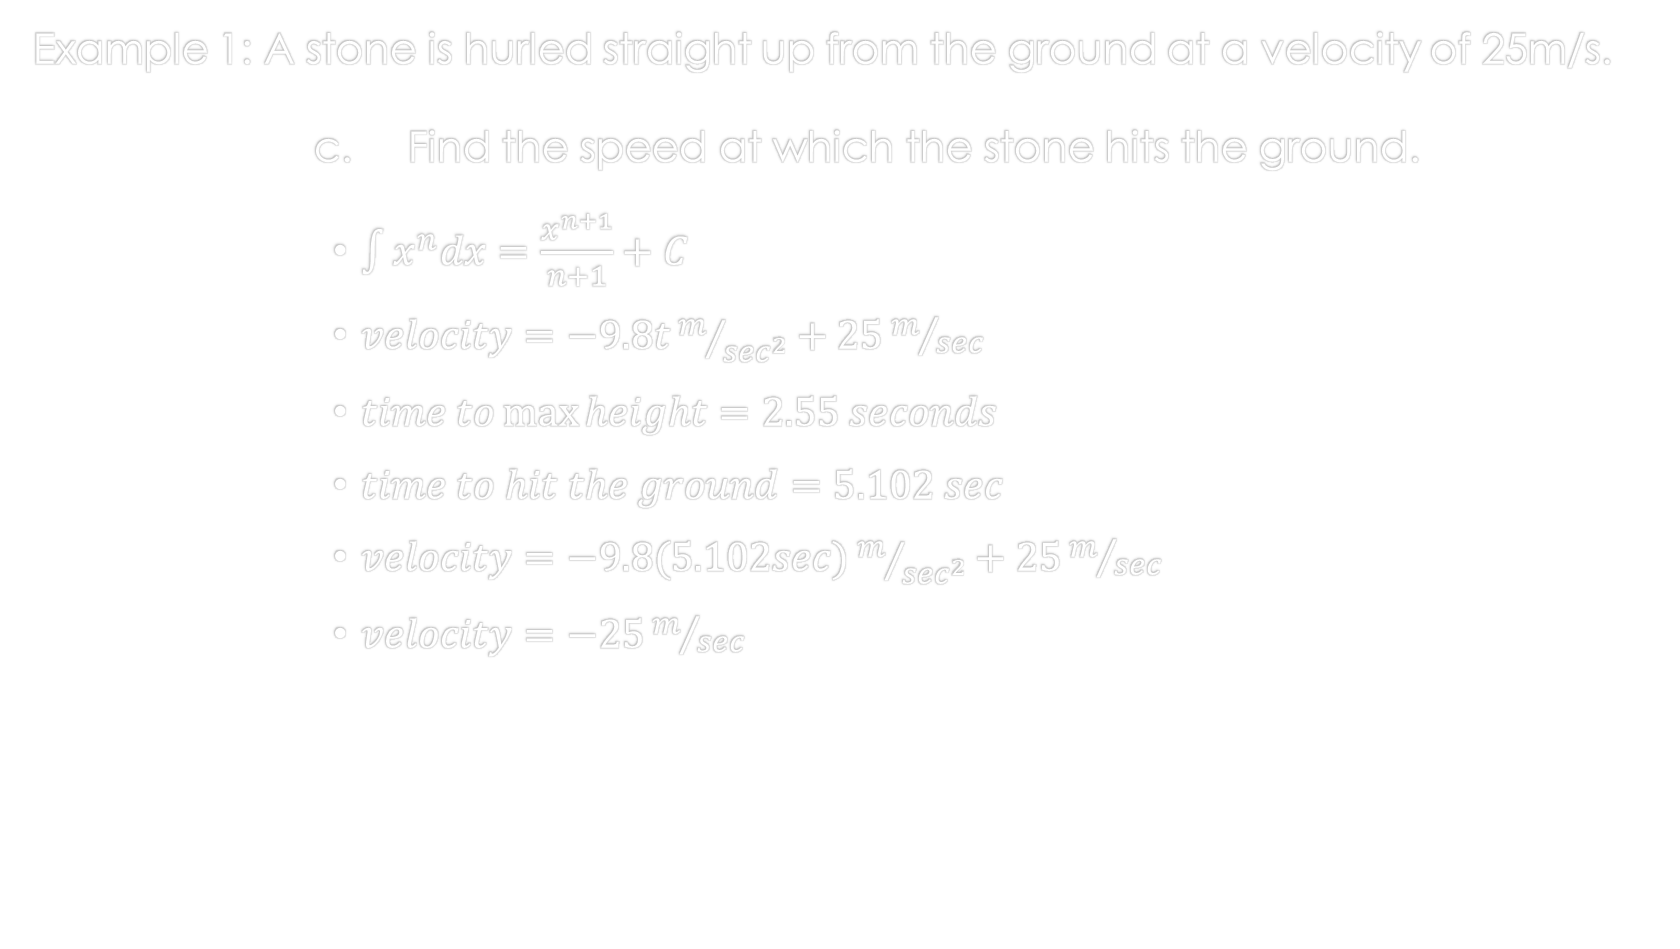 Example 1: A stone is hurled straight up from the ground at a velocity of 25m/s.
c. Find the speed at which the stone hits the ground.
• ∫ xⁿ dx = xⁿ⁺¹/n+1 + C
• velocity = −9.8t m/sec² + 25 m/sec
• time to max height = 2.55 seconds
• time to hit the ground = 5.102 sec
• velocity = −9.8(5.102sec) m/sec² + 25 m/sec
• velocity = −25 m/sec